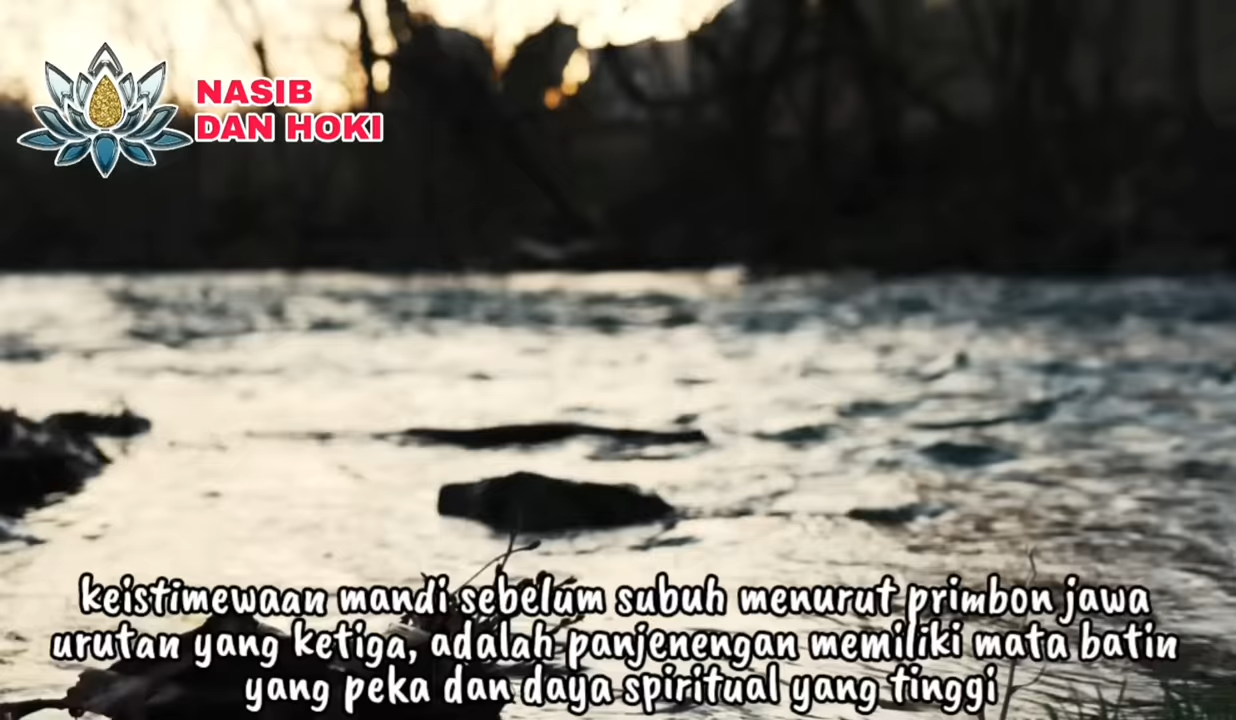 NASIB
DAN HOKI
keistimewaan mandi sebelum subuh menurut primbon jawa
urutan yang ketiga, adalah panjenengan memiliki mata batin
yang peka dan daya spiritual yang tinggi